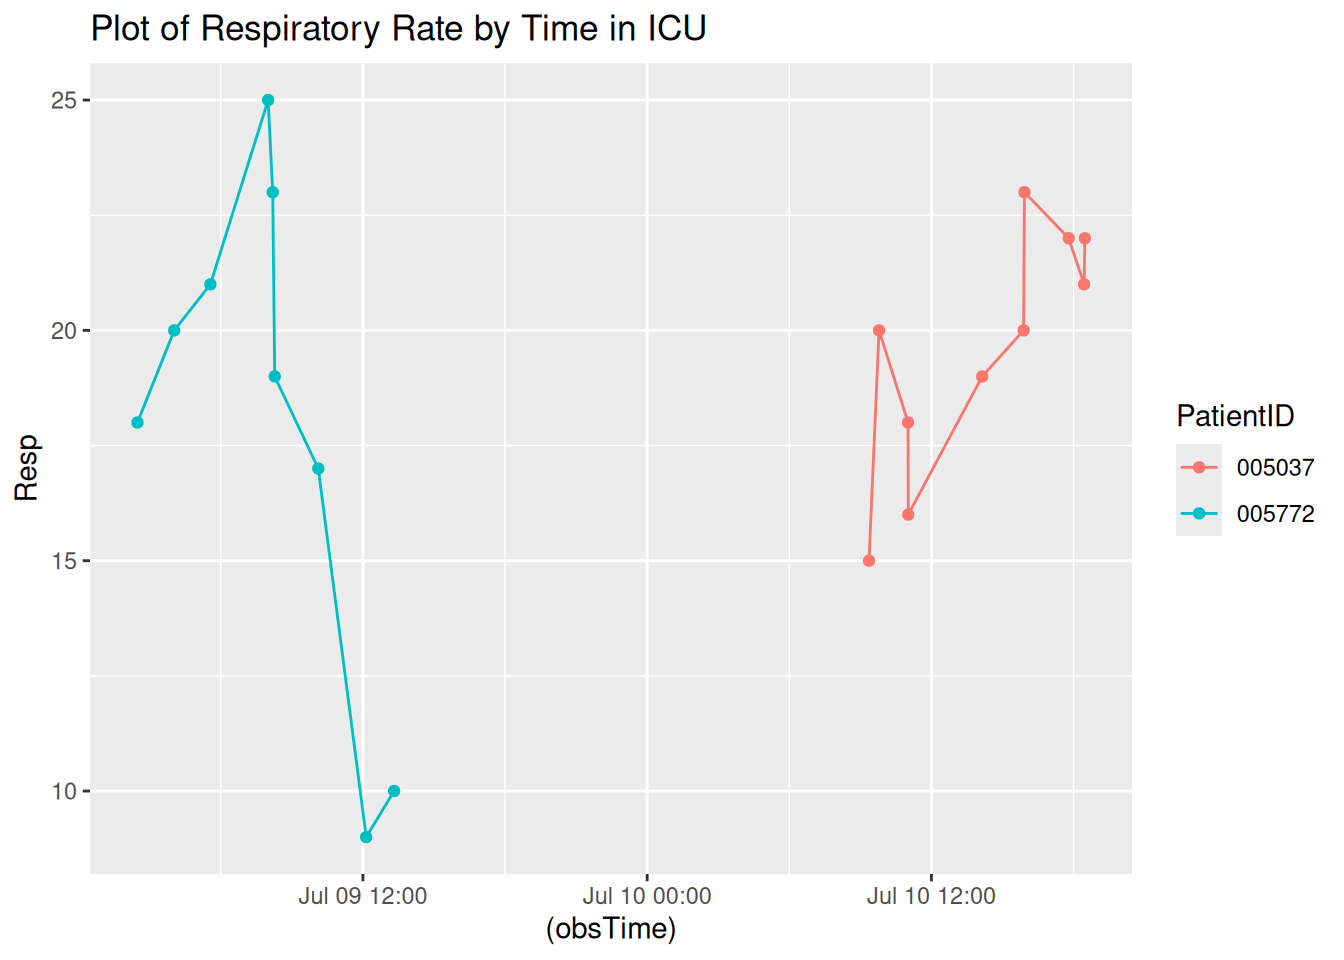 Plot of Respiratory Rate by Time in ICU
25
20
15
10
Resp
Jul 09 12:00
Jul 10 00:00
Jul 10 12:00
(obsTime)
PatientID
005037
005772